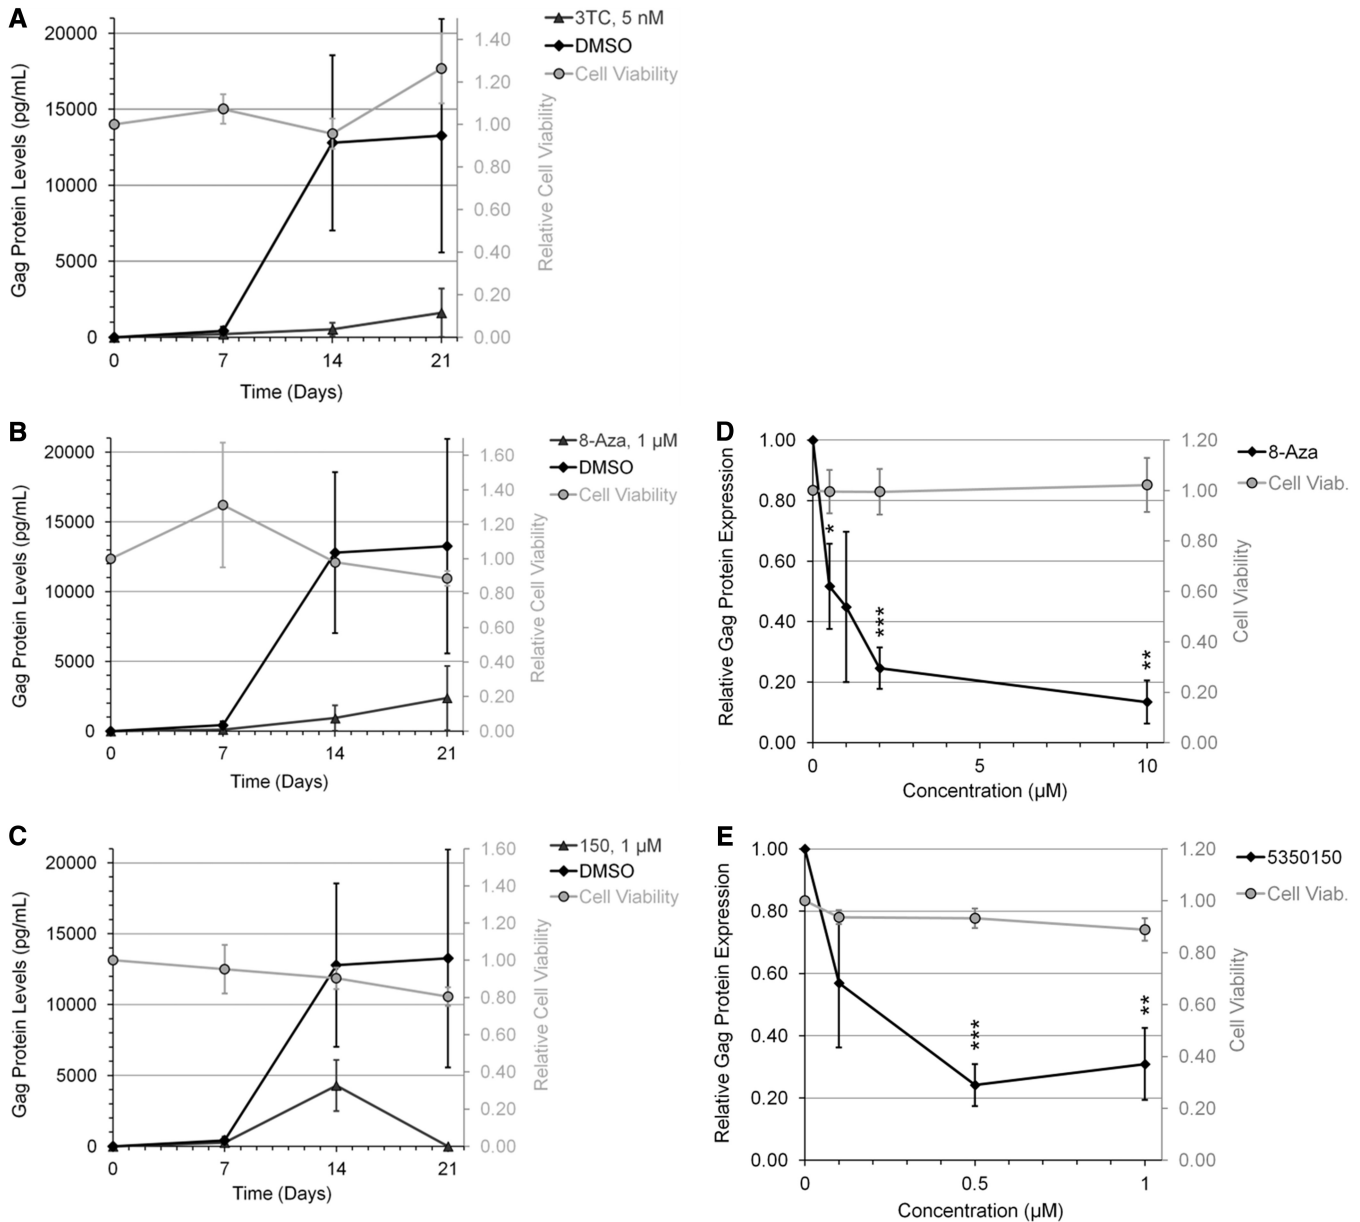 A
20000
15000
10000
5000
0
Gag Protein Levels (pg/mL)
0 7 14 21
Time (Days)
1.40
1.20
1.00
0.80
0.60
0.40
0.20
0.00
Relative Cell Viability
3TC, 5 nM
DMSO
Cell Viability
B
20000
15000
10000
5000
0
Gag Protein Levels (pg/mL)
0 7 14 21
Time (Days)
1.60
1.40
1.20
1.00
0.80
0.60
0.40
0.20
0.00
Relative Cell Viability
8-Aza, 1 µM
DMSO
Cell Viability
D
1.00
0.80
0.60
0.40
0.20
0.00
Relative Gag Protein Expression
*
***
**
0 5 10
Concentration (µM)
1.20
1.00
0.80
0.60
0.40
0.20
0.00
Cell Viability
8-Aza
Cell Viab.
C
20000
15000
10000
5000
0
Gag Protein Levels (pg/mL)
0 7 14 21
Time (Days)
1.60
1.40
1.20
1.00
0.80
0.60
0.40
0.20
0.00
Relative Cell Viability
150, 1 µM
DMSO
Cell Viability
E
1.00
0.80
0.60
0.40
0.20
0.00
Relative Gag Protein Expression
***
**
0 0.5 1
Concentration (µM)
1.20
1.00
0.80
0.60
0.40
0.20
0.00
Cell Viability
5350150
Cell Viab.